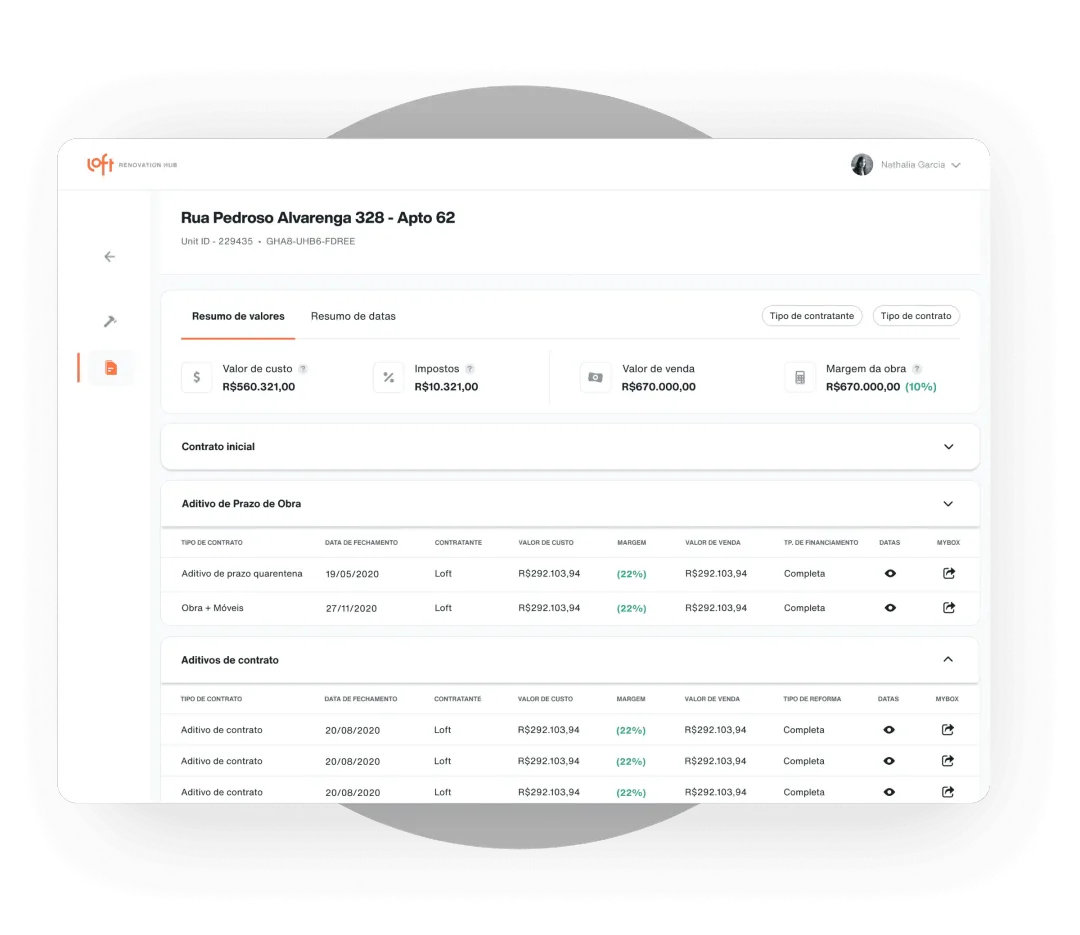 Loft RENOVATION HUB
Nathalia Garcia
Rua Pedroso Alvarenga 328 - Apto 62
Unit ID - 229435 • GHA8-UHB6-FDREE
Resumo de valores Resumo de datas Tipo de contratante Tipo de contrato
Valor de custo ? Impostos ? Valor de venda Margem da obra ?
R$560.321,00 R$10.321,00 R$670.000,00 R$670.000,00 (10%)
Contrato inicial
Aditivo de Prazo de Obra
TIPO DE CONTRATO DATA DE FECHAMENTO CONTRATANTE VALOR DE CUSTO MARGEM VALOR DE VENDA TP. DE FINANCIAMENTO DATAS MYBOX
Aditivo de prazo quarentena 19/05/2020 Loft R$292.103,94 (22%) R$292.103,94 Completa
Obra + Móveis 27/11/2020 Loft R$292.103,94 (22%) R$292.103,94 Completa
Aditivos de contrato
TIPO DE CONTRATO DATA DE FECHAMENTO CONTRATANTE VALOR DE CUSTO MARGEM VALOR DE VENDA TIPO DE REFORMA DATAS MYBOX
Aditivo de contrato 20/08/2020 Loft R$292.103,94 (22%) R$292.103,94 Completa
Aditivo de contrato 20/08/2020 Loft R$292.103,94 (22%) R$292.103,94 Completa
Aditivo de contrato 20/08/2020 Loft R$292.103,94 (22%) R$292.103,94 Completa